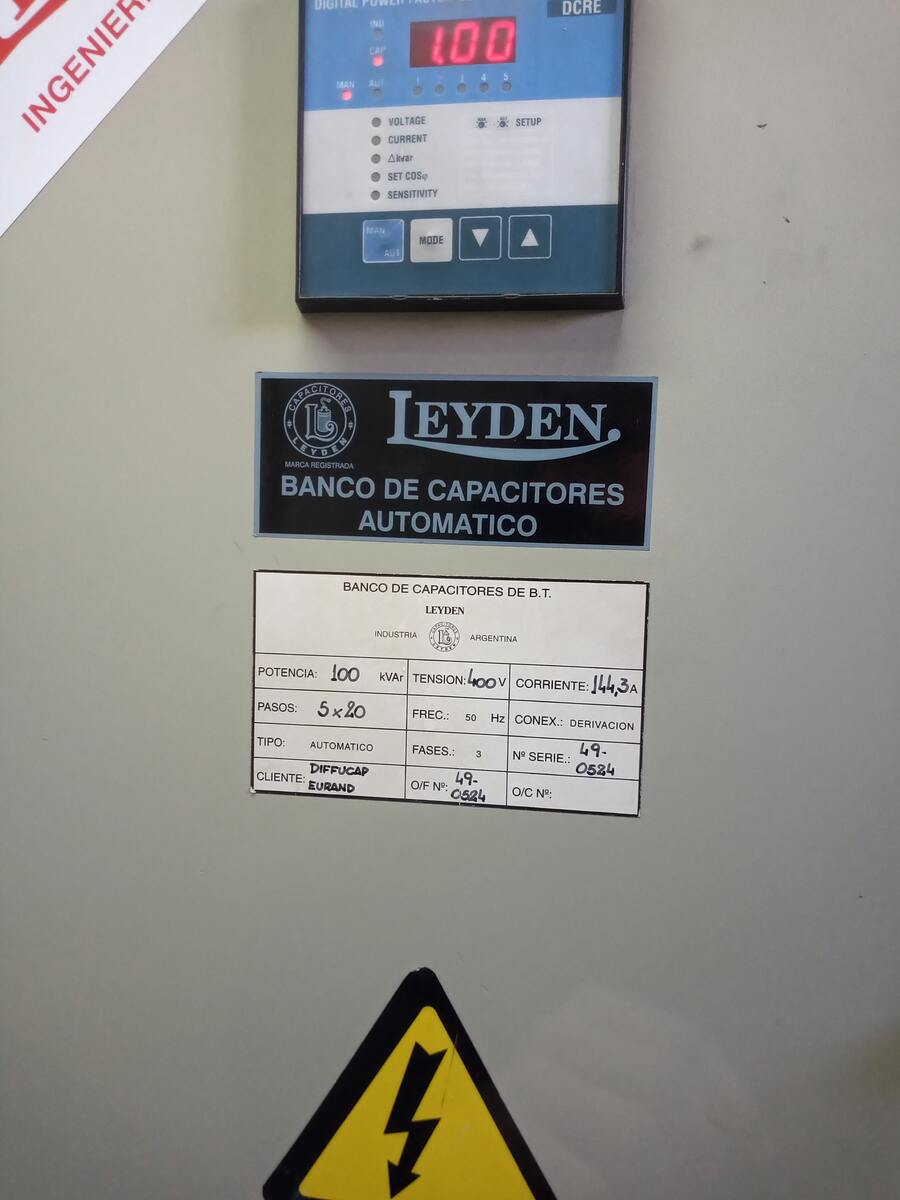 INGENIERI
DIGITAL POWER FACTOR
DCRE
IND
CAP
1.00
MAN AUT 1 2 3 4 5
VOLTAGE
SETUP
CURRENT
Δkvar
SET COSφ
SENSITIVITY
MAN
AUT
MODE
CAPACITORES
LEYDEN
MARCA REGISTRADA
LEYDEN.
BANCO DE CAPACITORES
AUTOMATICO
BANCO DE CAPACITORES DE B.T.
LEYDEN
INDUSTRIA ARGENTINA
POTENCIA: 100 kVAr TENSION: 400 V CORRIENTE: 144,3 A
PASOS: 5x20 FREC.: 50 Hz CONEX.: DERIVACION
TIPO: AUTOMATICO FASES.: 3 Nº SERIE.: 49-0524
CLIENTE: DIFFUCAP EURAND O/F Nº: 49-0524 O/C Nº: